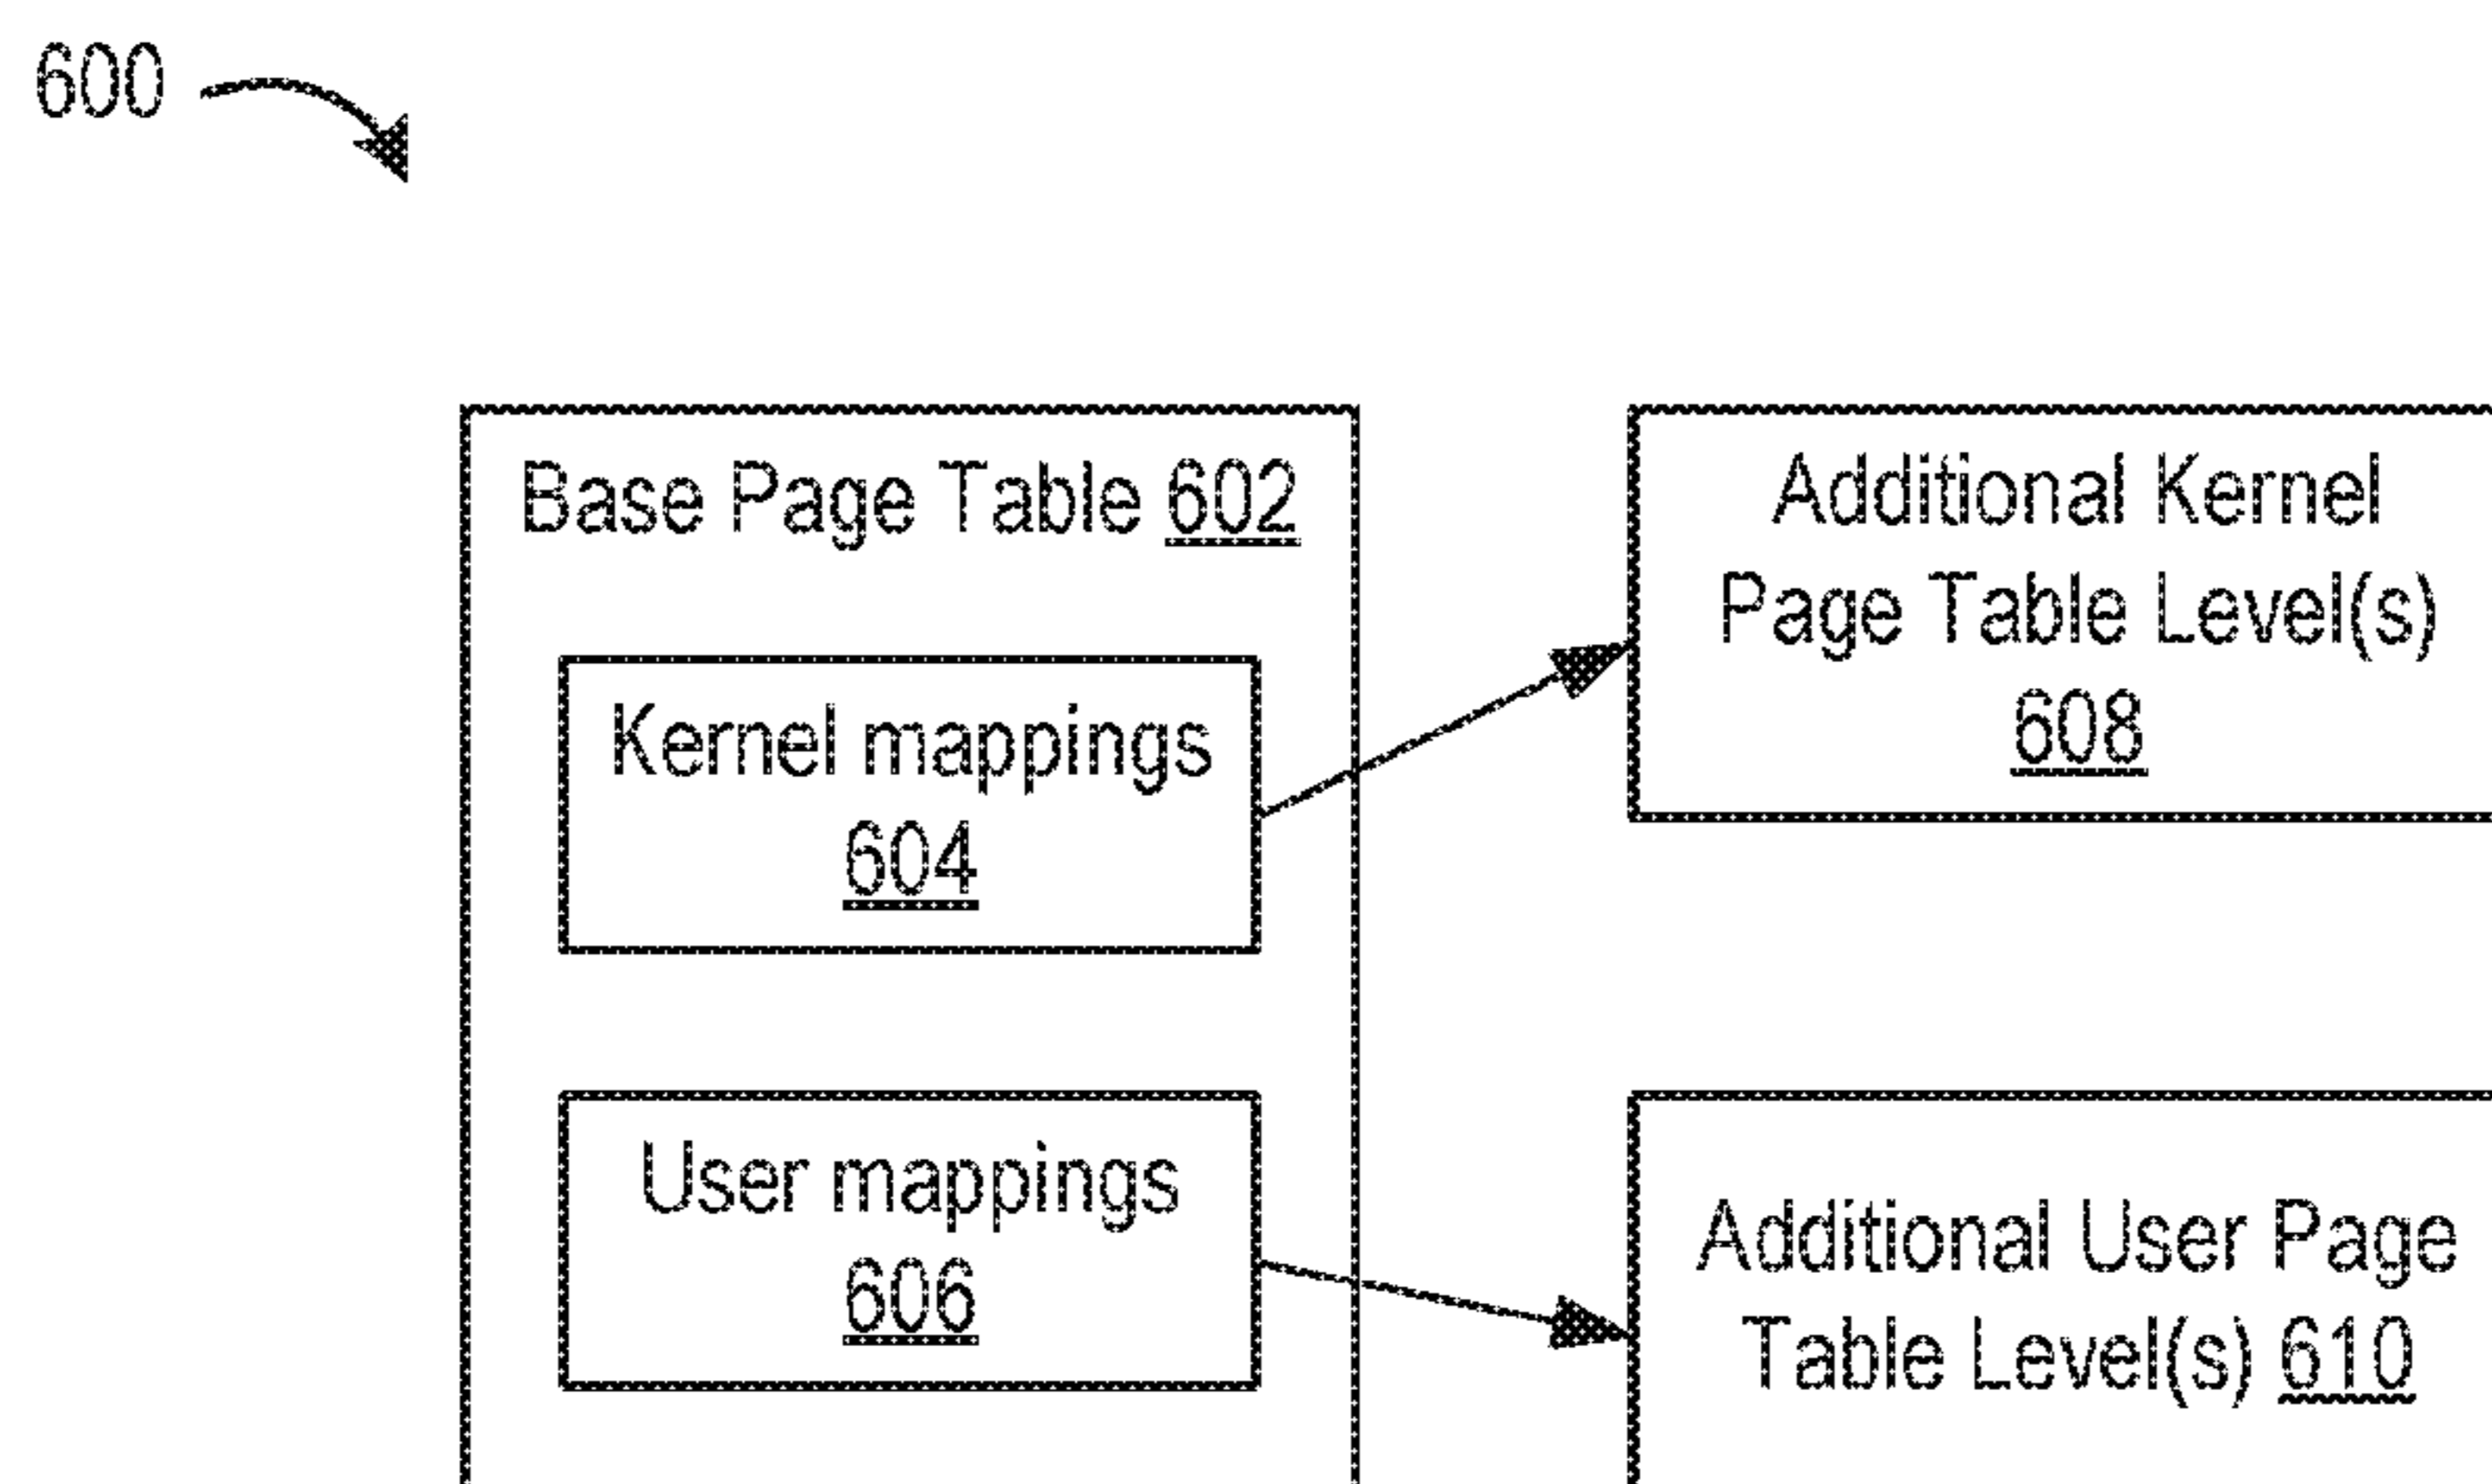 600
Base Page Table 602
Kernel mappings
604
User mappings
606
Additional Kernel
Page Table Level(s)
608
Additional User Page
Table Level(s) 610